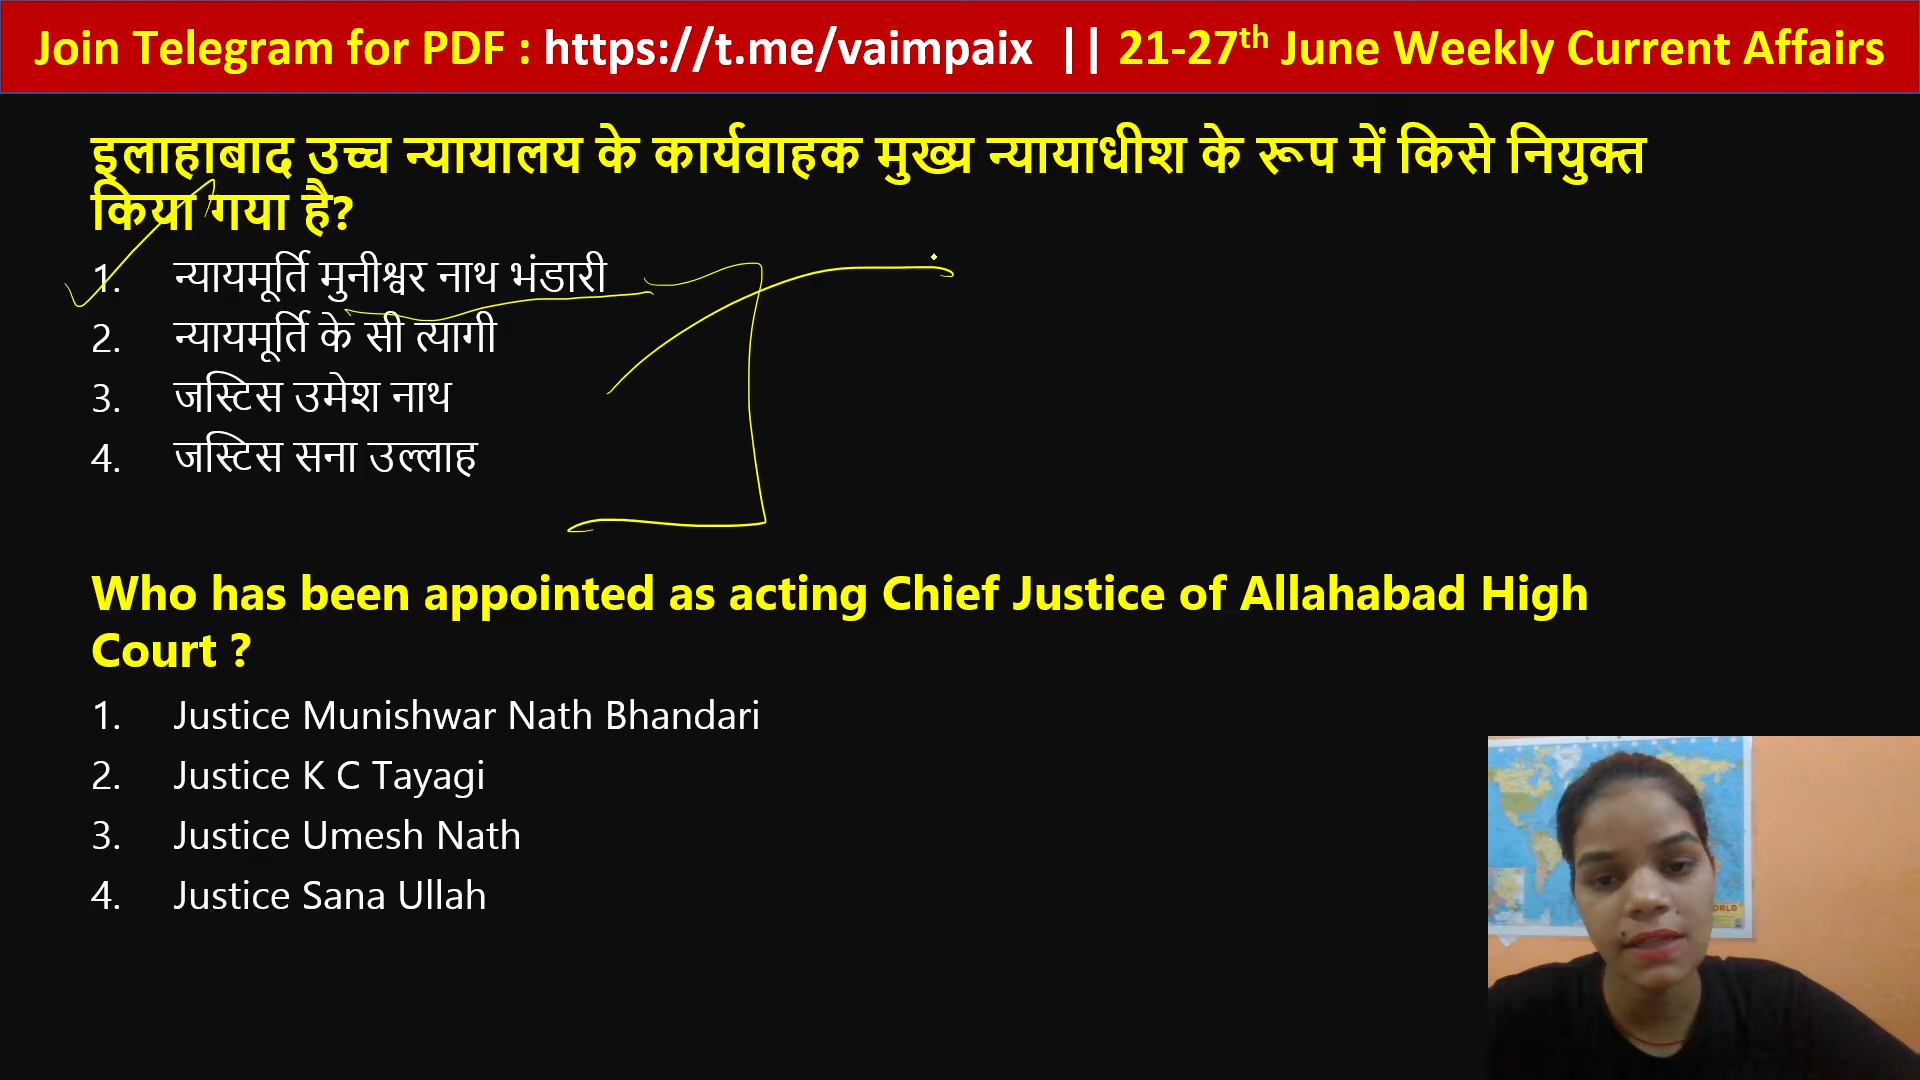 Join Telegram for PDF : https://t.me/vaimpaix || 21-27th June Weekly Current Affairs
इलाहाबाद उच्च न्यायालय के कार्यवाहक मुख्य न्यायाधीश के रूप में किसे नियुक्त
किया गया है?
1. न्यायमूर्ति मुनीश्वर नाथ भंडारी
2. न्यायमूर्ति के सी त्यागी
3. जस्टिस उमेश नाथ
4. जस्टिस सना उल्लाह
Who has been appointed as acting Chief Justice of Allahabad High
Court ?
1. Justice Munishwar Nath Bhandari
2. Justice K C Tayagi
3. Justice Umesh Nath
4. Justice Sana Ullah